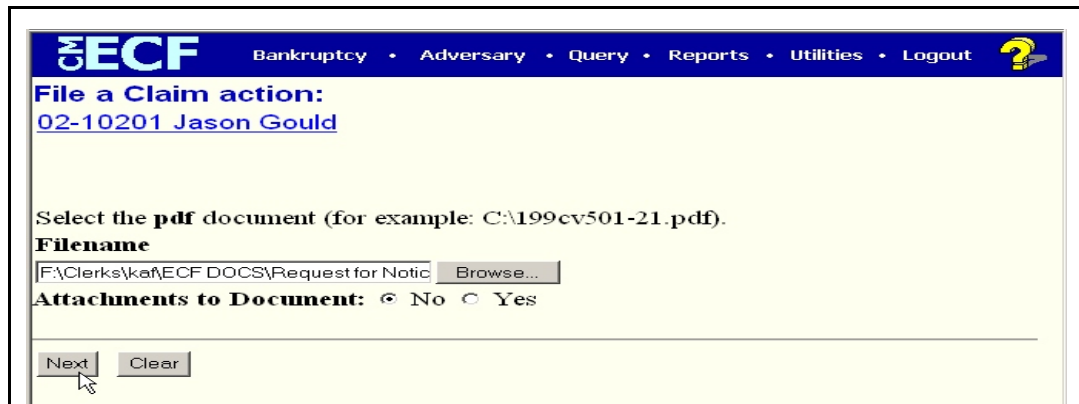 CM ECF Bankruptcy • Adversary • Query • Reports • Utilities • Logout ?
File a Claim action:
02-10201 Jason Gould
Select the pdf document (for example: C:\199cv501-21.pdf).
Filename
F:\Clerks\kaf\ECF DOCS\Request for Notic Browse...
Attachments to Document: No Yes
Next Clear